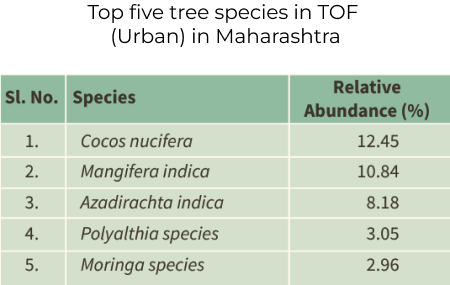 Top five tree species in TOF
(Urban) in Maharashtra
Sl. No. Species Relative Abundance (%)
1. Cocos nucifera 12.45
2. Mangifera indica 10.84
3. Azadirachta indica 8.18
4. Polyalthia species 3.05
5. Moringa species 2.96